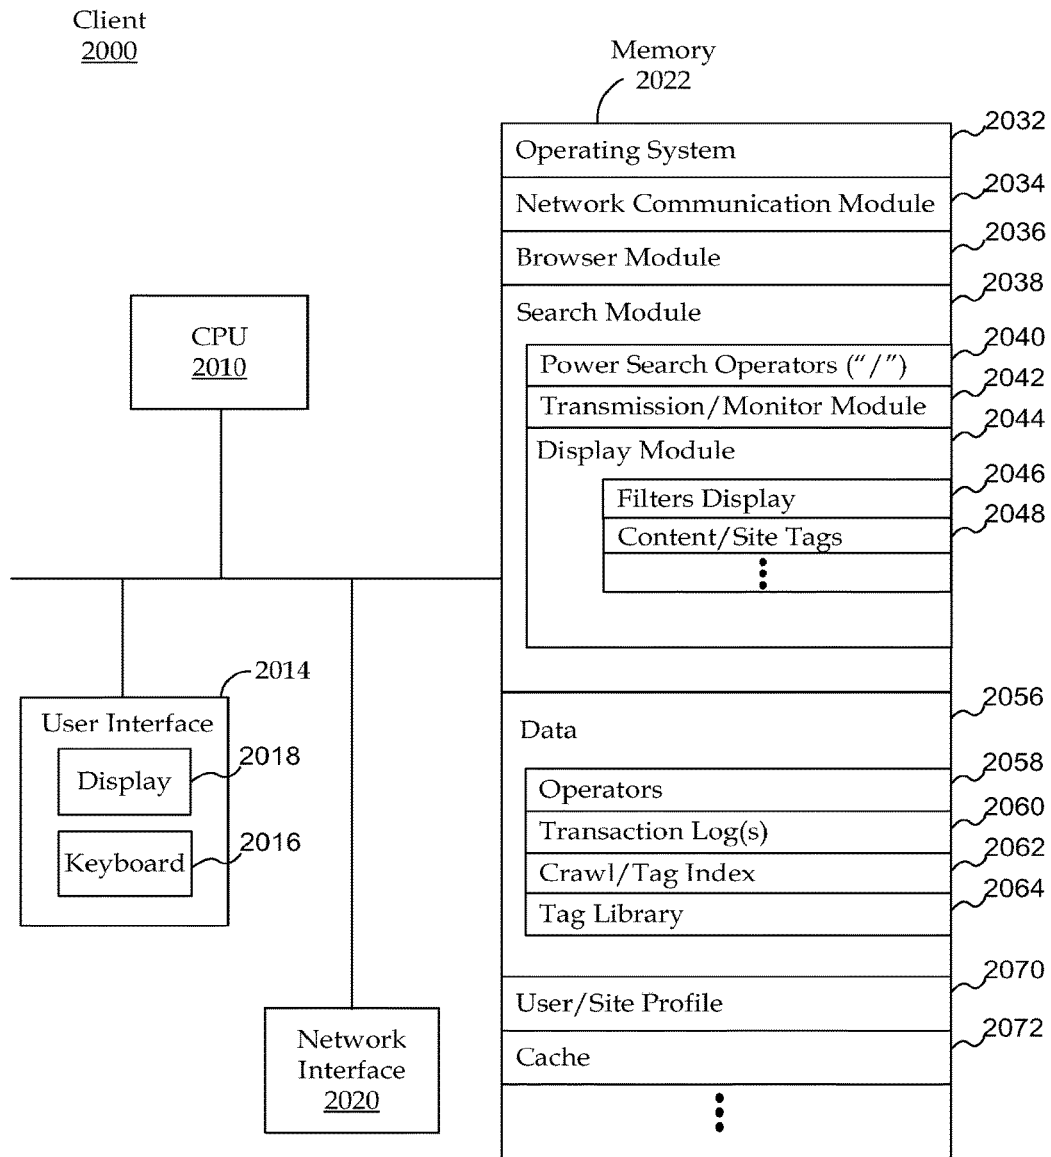 Client
2000
Memory
2022
Operating System
2032
Network Communication Module
2034
Browser Module
2036
Search Module
2038
Power Search Operators ("/")
2040
Transmission/Monitor Module
2042
Display Module
2044
Filters Display
2046
Content/Site Tags
2048
CPU
2010
User Interface
2014
Display
2018
Keyboard
2016
Network
Interface
2020
Data
2056
Operators
2058
Transaction Log(s)
2060
Crawl/Tag Index
2062
Tag Library
2064
User/Site Profile
2070
Cache
2072